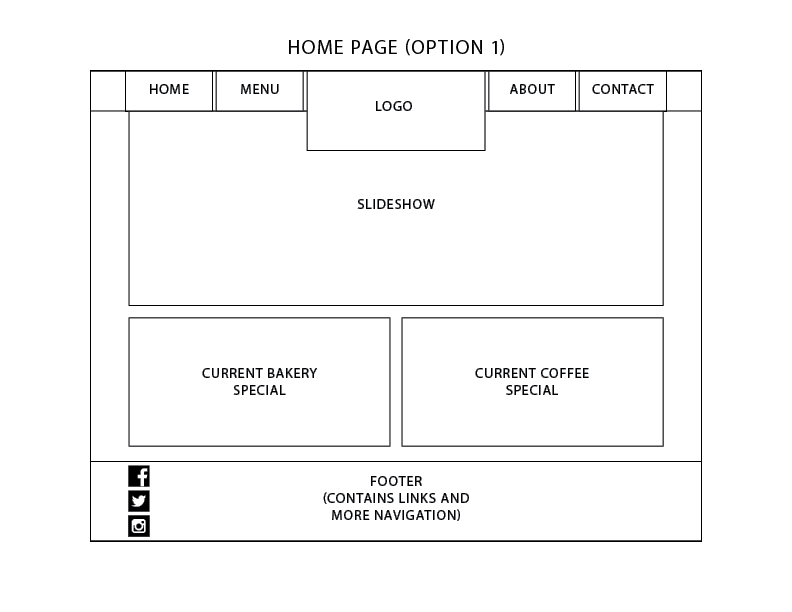 HOME PAGE (OPTION 1)
HOME
MENU
LOGO
ABOUT
CONTACT
SLIDESHOW
CURRENT BAKERY
SPECIAL
CURRENT COFFEE
SPECIAL
FOOTER
(CONTAINS LINKS AND
MORE NAVIGATION)